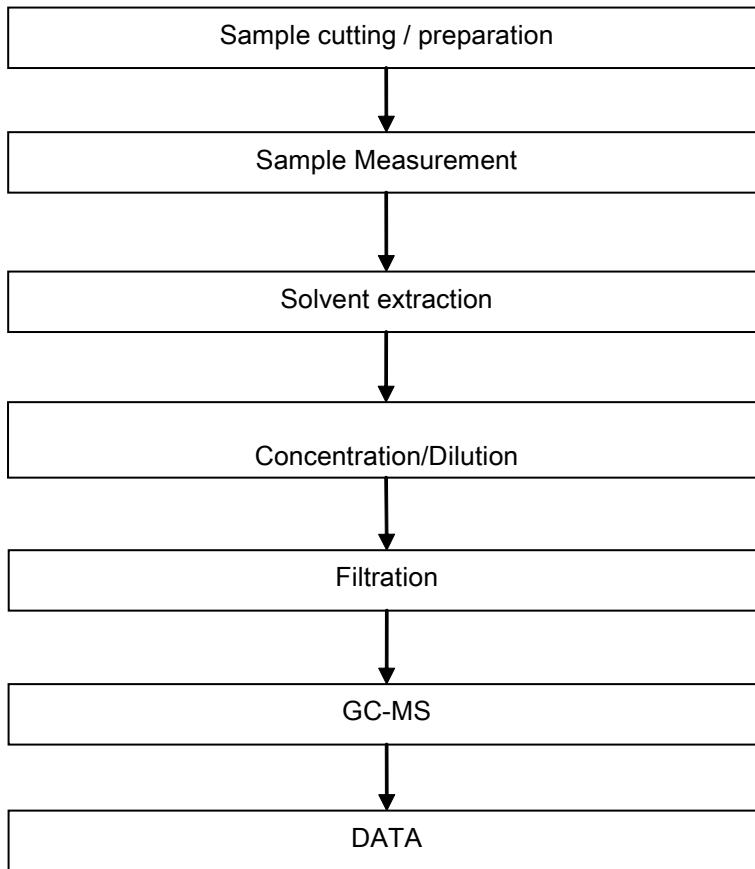 Sample cutting / preparation
Sample Measurement
Solvent extraction
Concentration/Dilution
Filtration
GC-MS
DATA